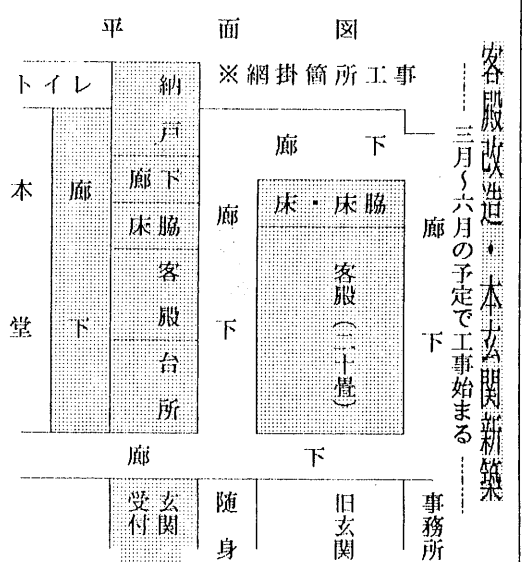 客殿改造・本玄関新築
三月～六月の予定で工事始まる
平面図
※網掛箇所工事
トイレ
納戸
廊下
廊下
床脇
床・床脇
本堂
廊下
廊下
廊下
客殿
台所
客殿(二十畳)
廊下
玄関
受付
随身
旧玄関
事務所